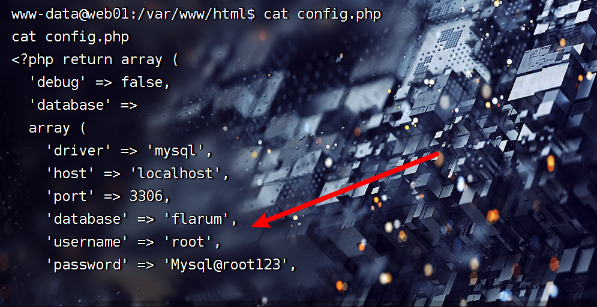 www-data@web01:/var/www/html$ cat config.php
cat config.php
<?php return array (
  'debug' => false,
  'database' =>
  array (
    'driver' => 'mysql',
    'host' => 'localhost',
    'port' => 3306,
    'database' => 'flarum',
    'username' => 'root',
    'password' => 'Mysql@root123',